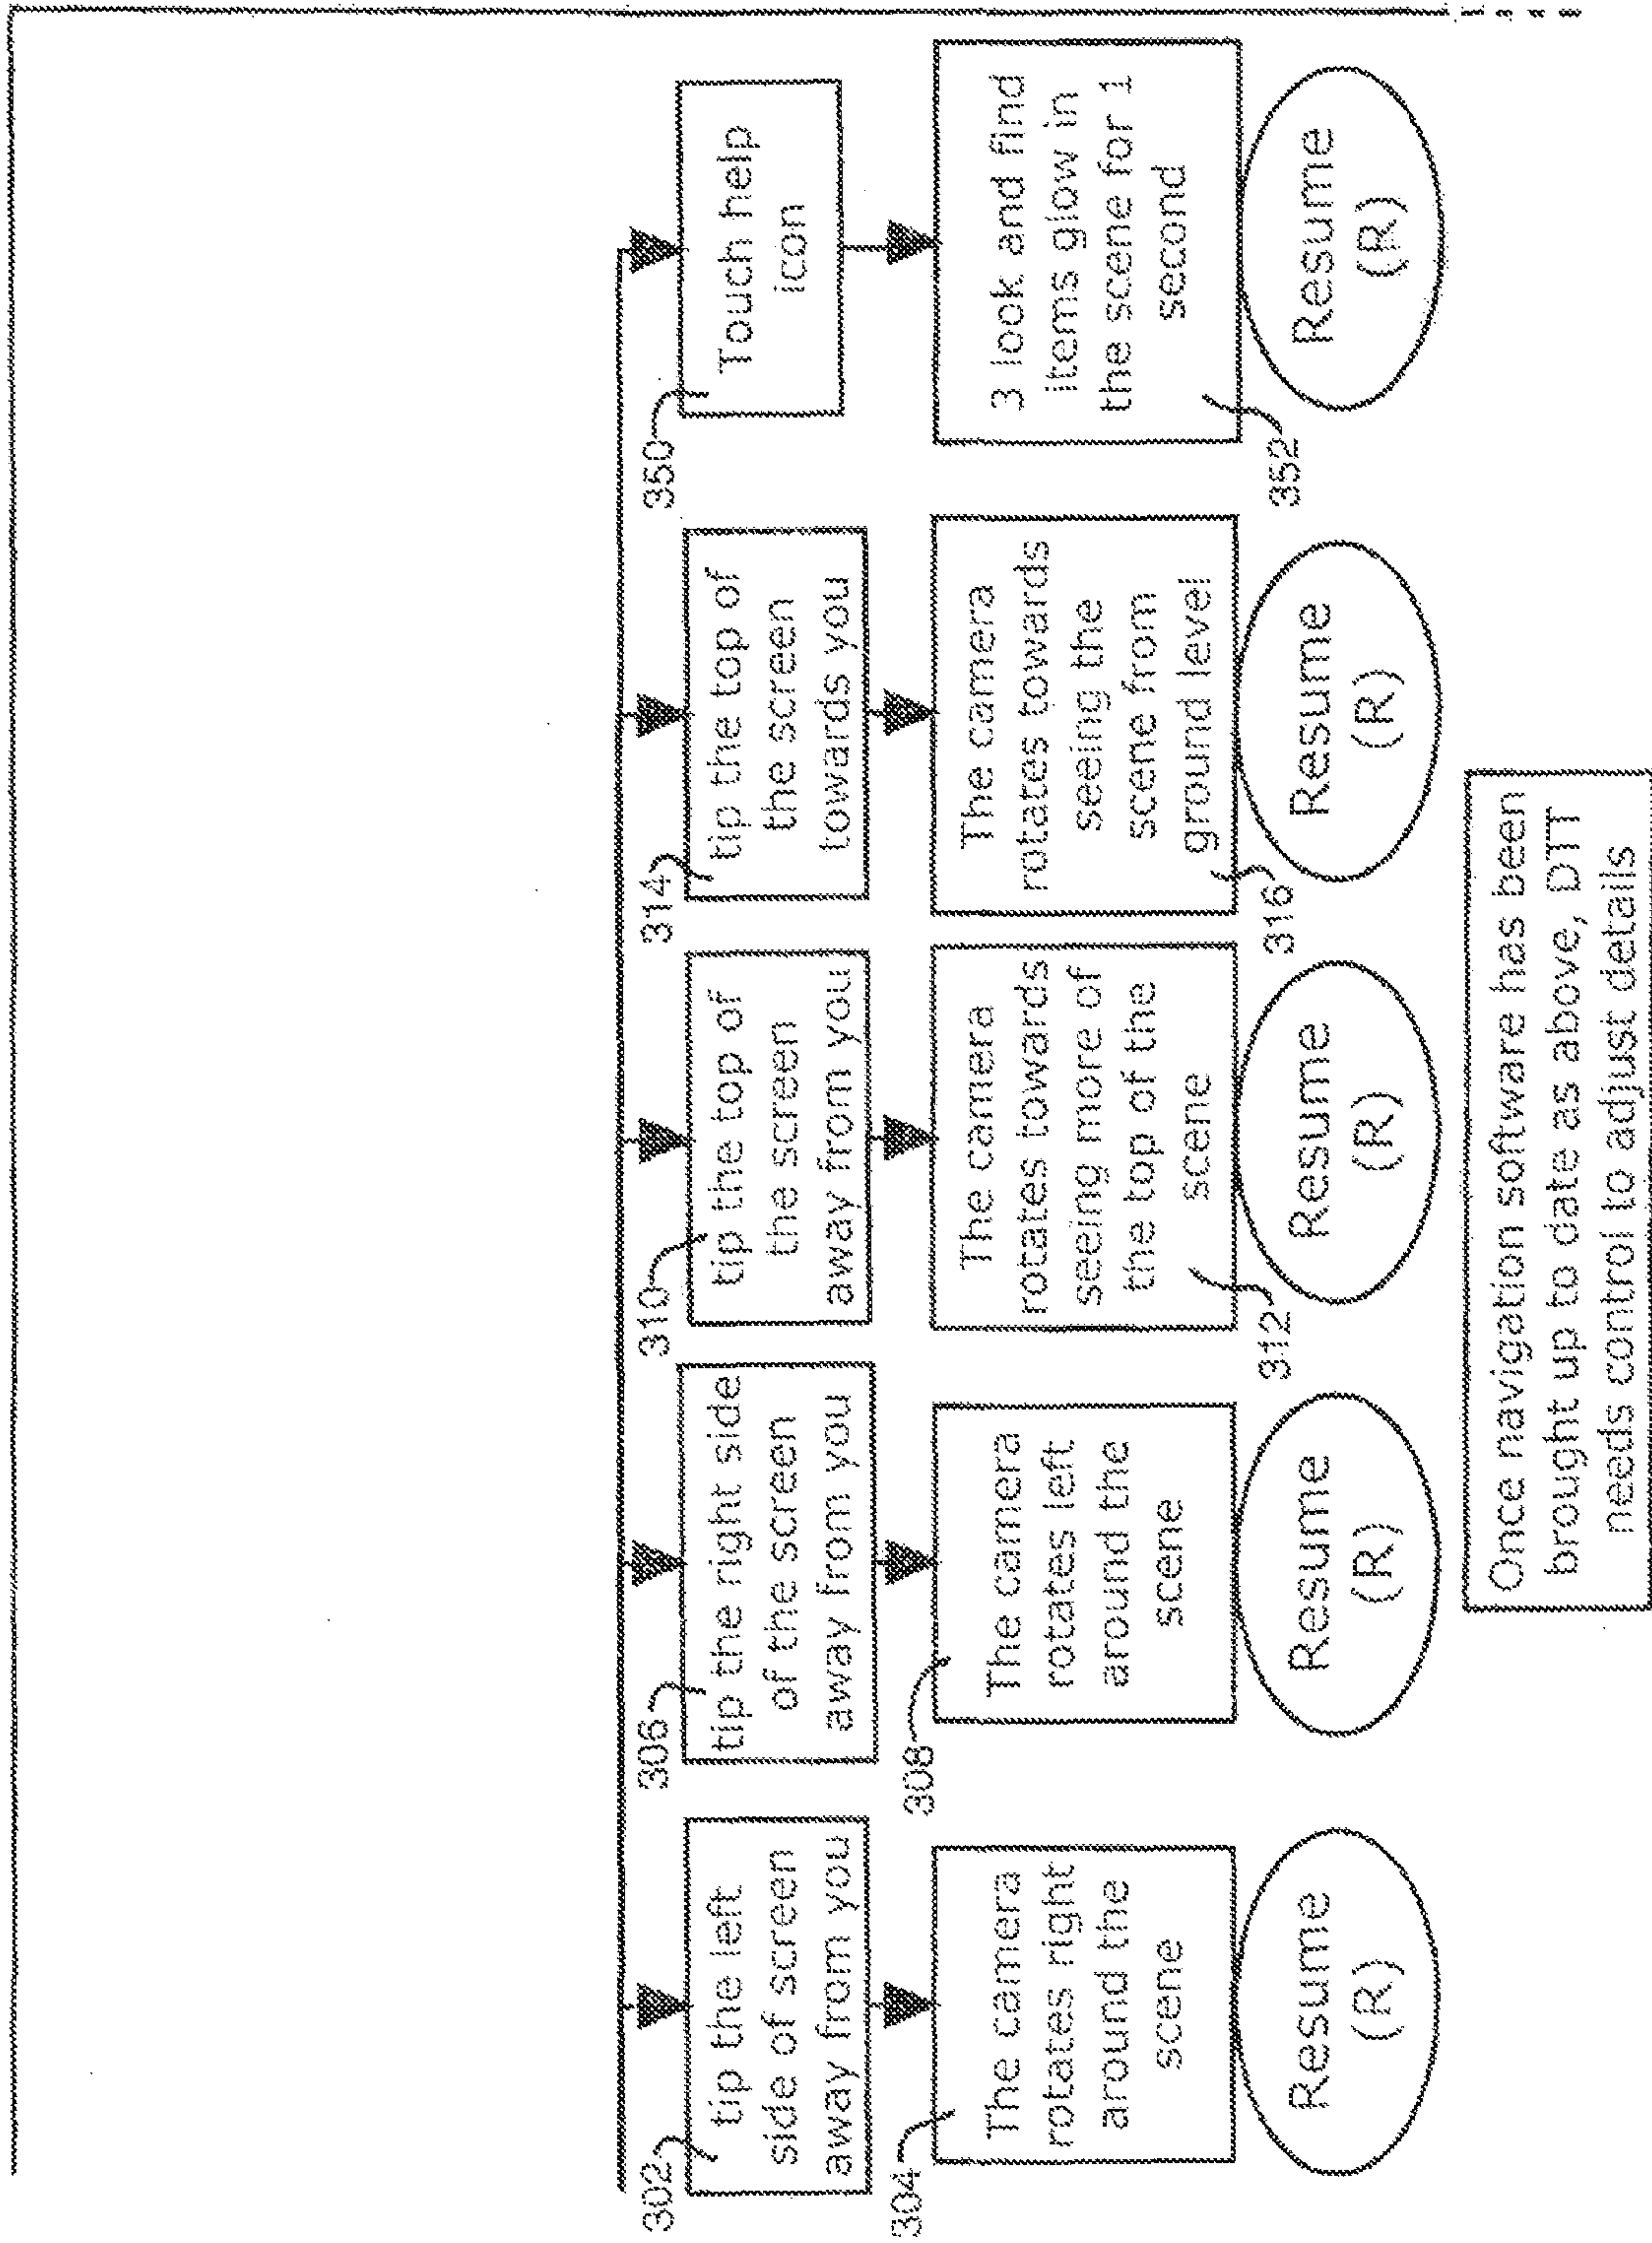 302
tip the left
side of screen
away from you
304
The camera
rotates right
around the
scene
Resume
(R)
306
tip the right side
of the screen
away from you
308
The camera
rotates left
around the
scene
Resume
(R)
310
tip the top of
the screen
away from you
312
The camera
rotates towards
seeing more of
the top of the
scene
Resume
(R)
314
tip the top of
the screen
towards you
316
The camera
rotates towards
seeing the
scene from
ground level
Resume
(R)
350
Touch help
icon
352
3 look and find
items glow in
the scene for 1
second
Resume
(R)
Once navigation software has been
brought up to date as above, DTT
needs control to adjust details